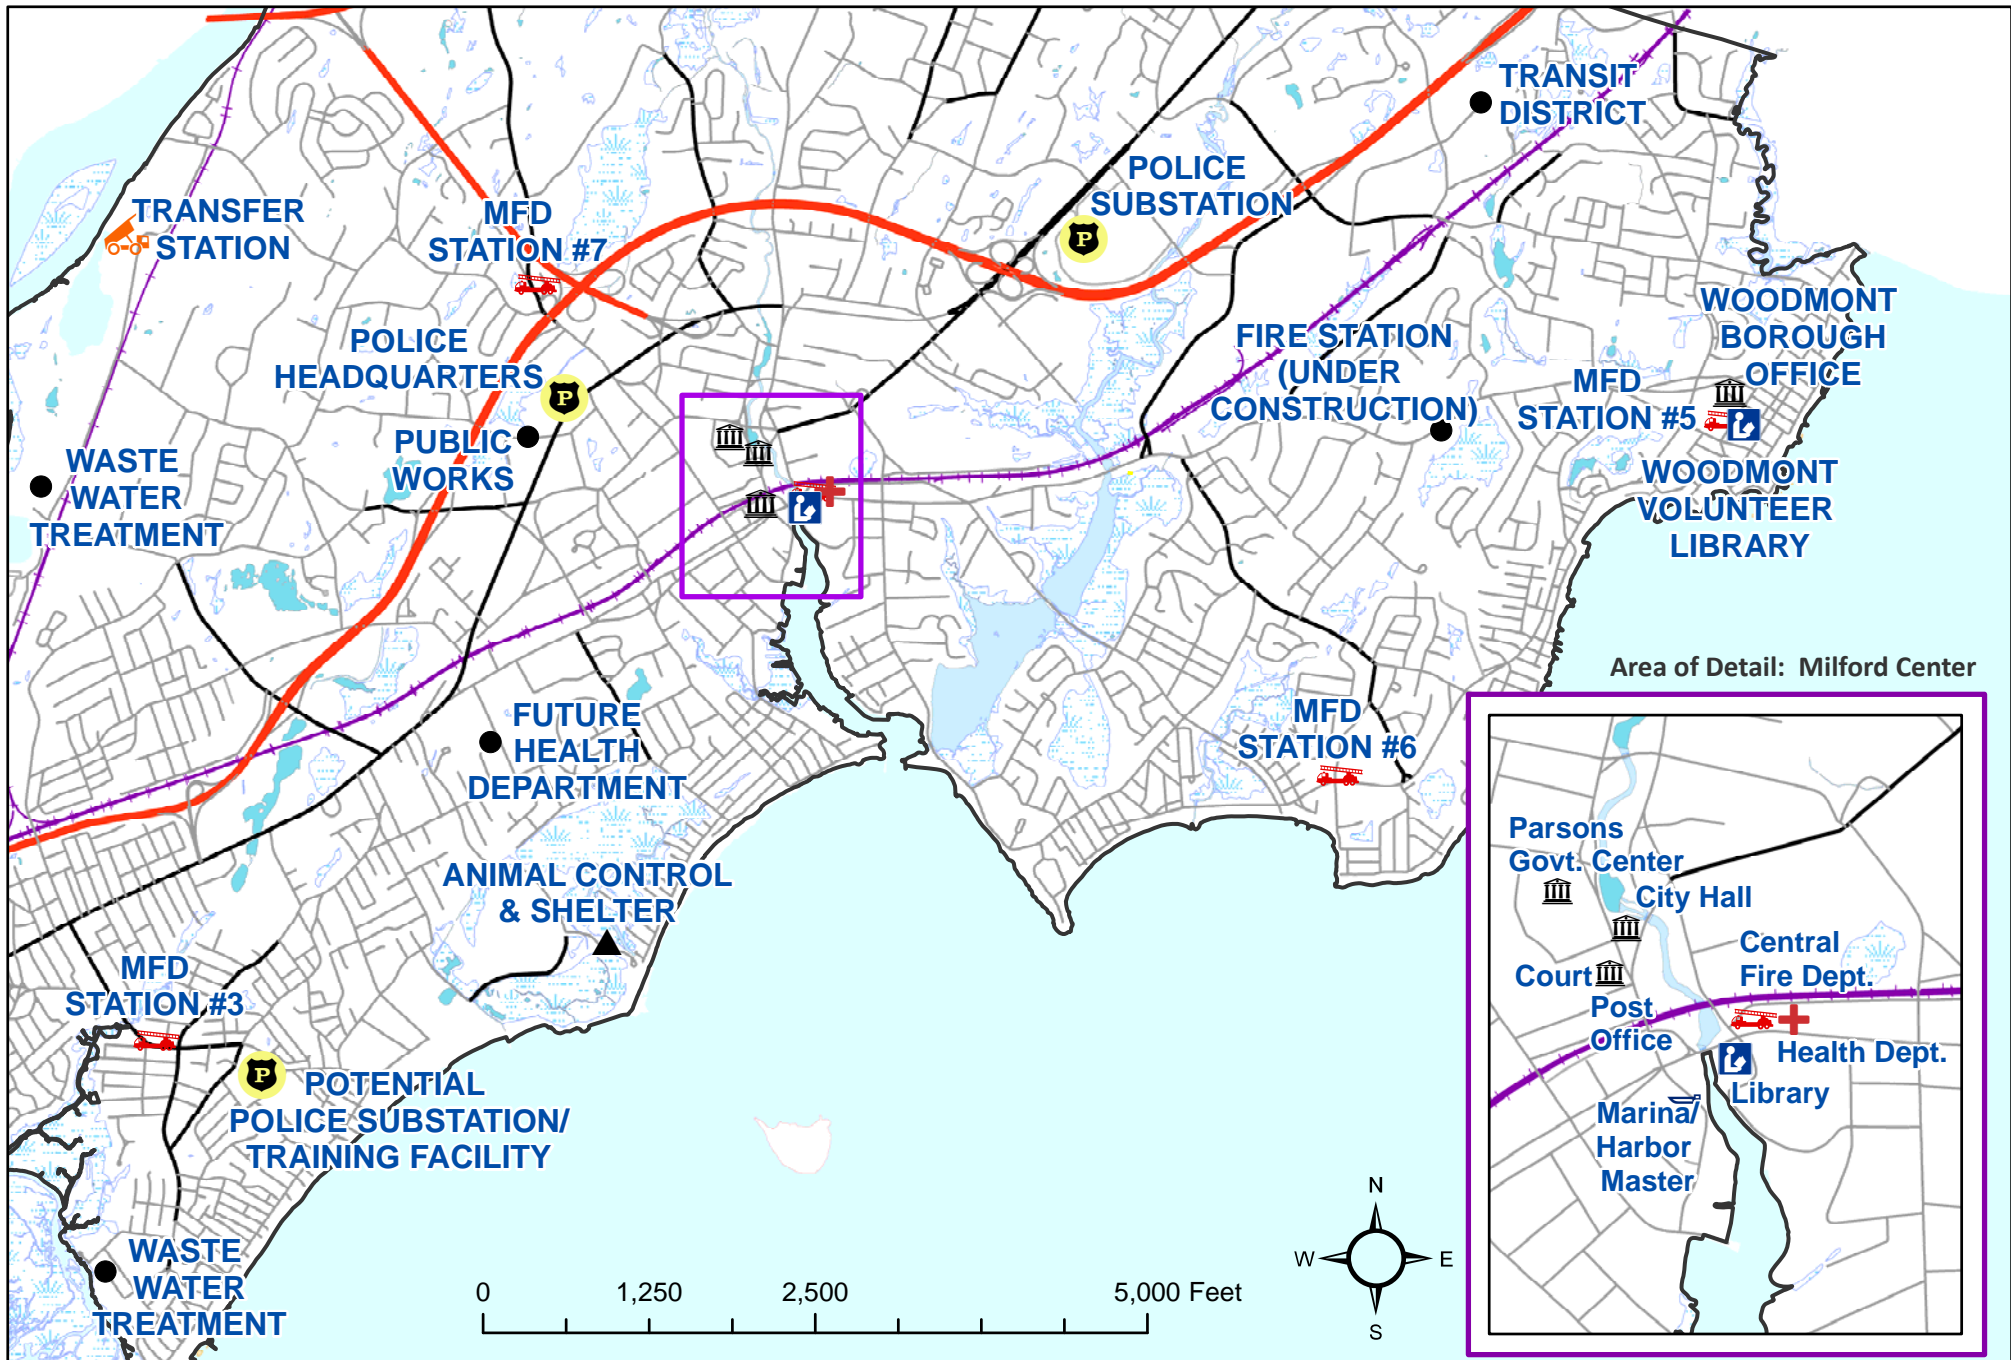 TRANSIT
DISTRICT
POLICE
SUBSTATION
TRANSFER
STATION
MFD
STATION #7
WOODMONT
BOROUGH
OFFICE
POLICE
HEADQUARTERS
FIRE STATION
(UNDER
CONSTRUCTION)
MFD
STATION #5
PUBLIC
WORKS
WASTE
WATER
TREATMENT
WOODMONT
VOLUNTEER
LIBRARY
Area of Detail: Milford Center
FUTURE
HEALTH
DEPARTMENT
MFD
STATION #6
ANIMAL CONTROL
& SHELTER
MFD
STATION #3
POTENTIAL
POLICE SUBSTATION/
TRAINING FACILITY
WASTE
WATER
TREATMENT
Parsons
Govt. Center
City Hall
Central
Fire Dept.
Court
Post
Office
Health Dept.
Library
Marina/
Harbor
Master
P
P
P
N
W
E
S
0
1,250
2,500
5,000 Feet